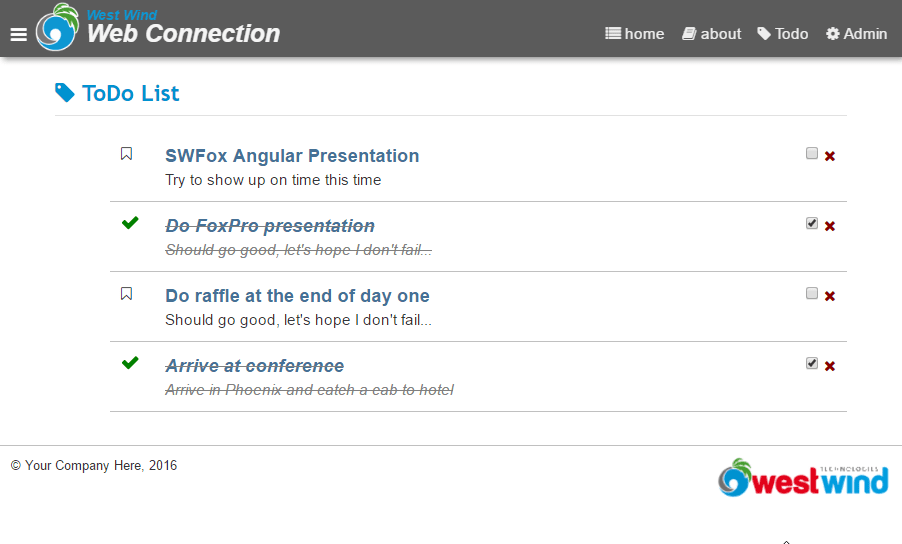 West Wind
Web Connection
home about Todo Admin
ToDo List
SWFox Angular Presentation
Try to show up on time this time
Do FoxPro presentation
Should go good, let's hope I don't fail...
Do raffle at the end of day one
Should go good, let's hope I don't fail...
Arrive at conference
Arrive in Phoenix and catch a cab to hotel
© Your Company Here, 2016
TECHNOLOGIES
westwind